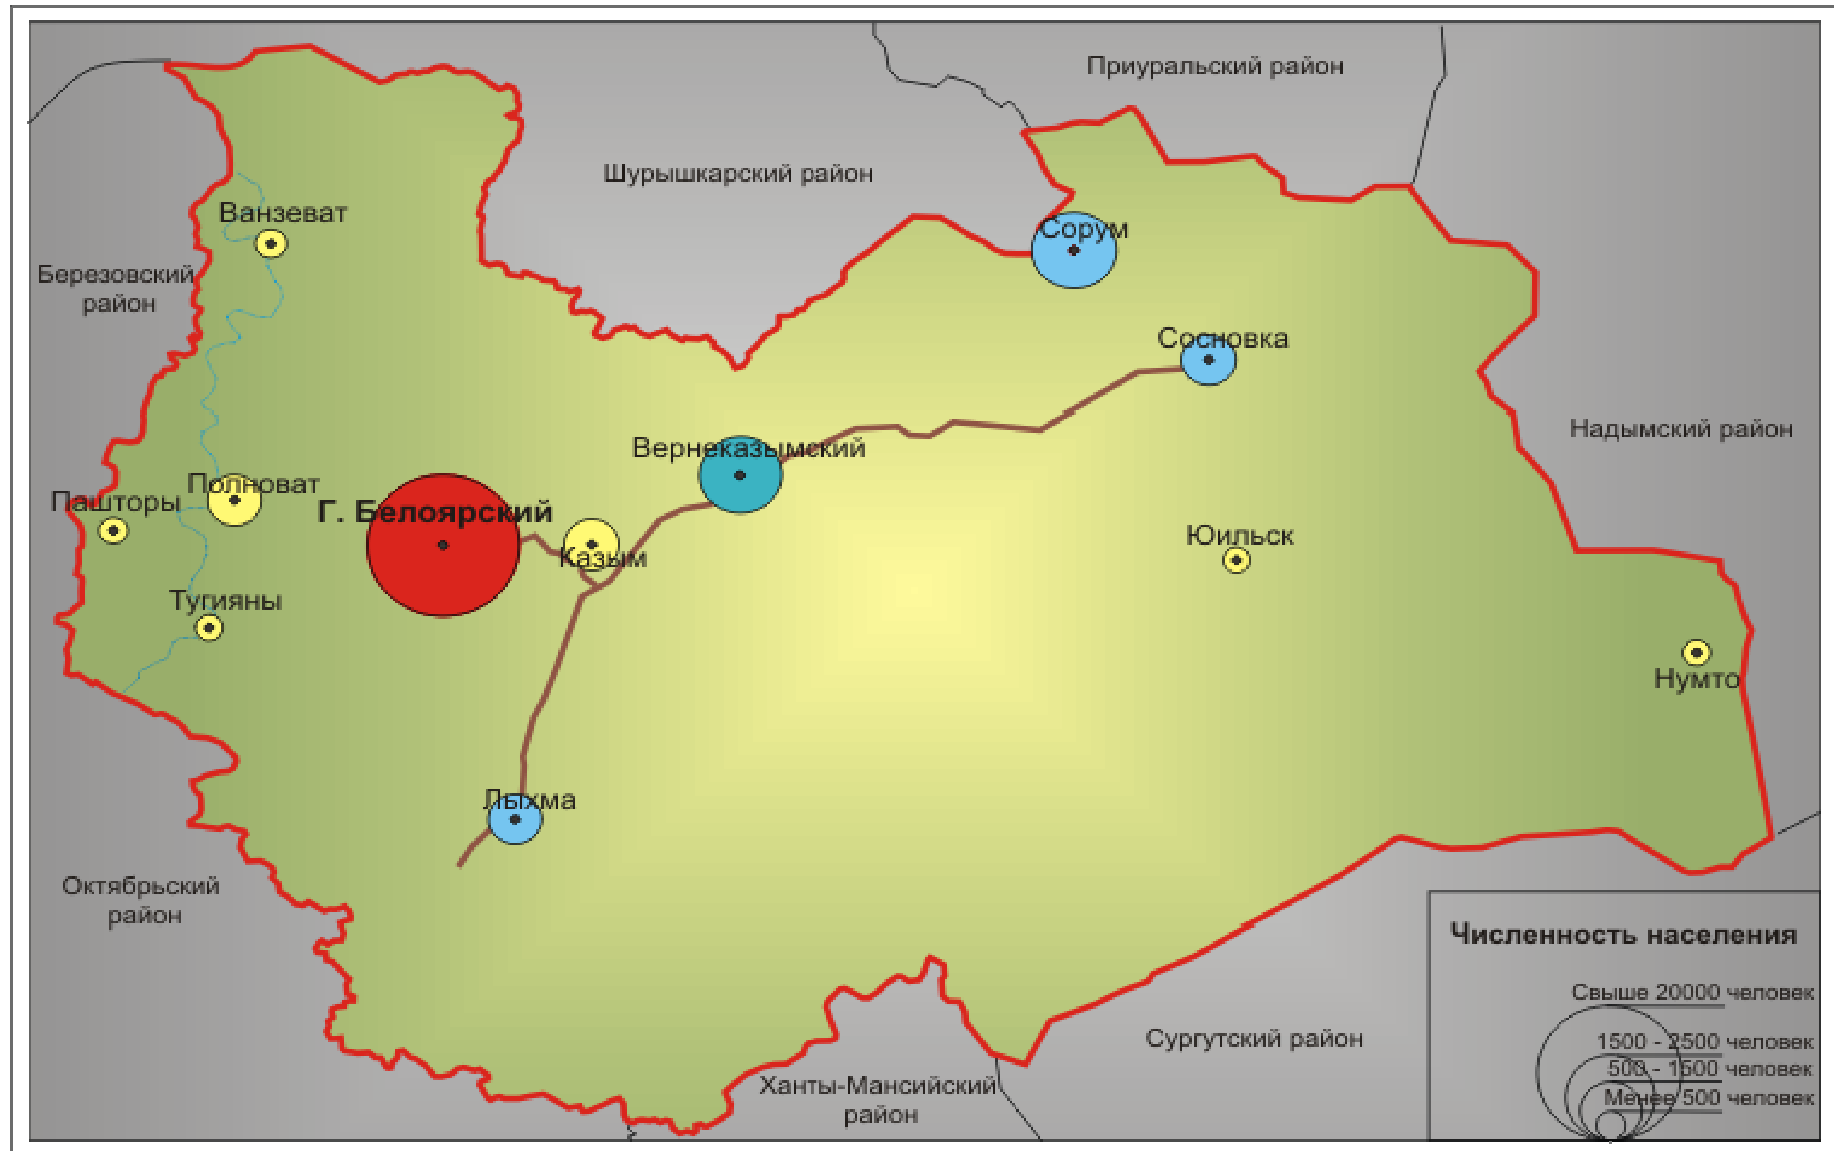 Приуральский район
Шурышкарский район
Ванзеват
Сорум
Березовский
район
Сосновка
Надымский район
Вернеказымский
Полноват
Пашторы
Г. Белоярский
Юильск
Казым
Тугияны
Нумто
Лыхма
Октябрьский
район
Численность населения
Свыше 20000 человек
1500 - 2500 человек
500 - 1500 человек
Менее 500 человек
Сургутский район
Ханты-Мансийский
район